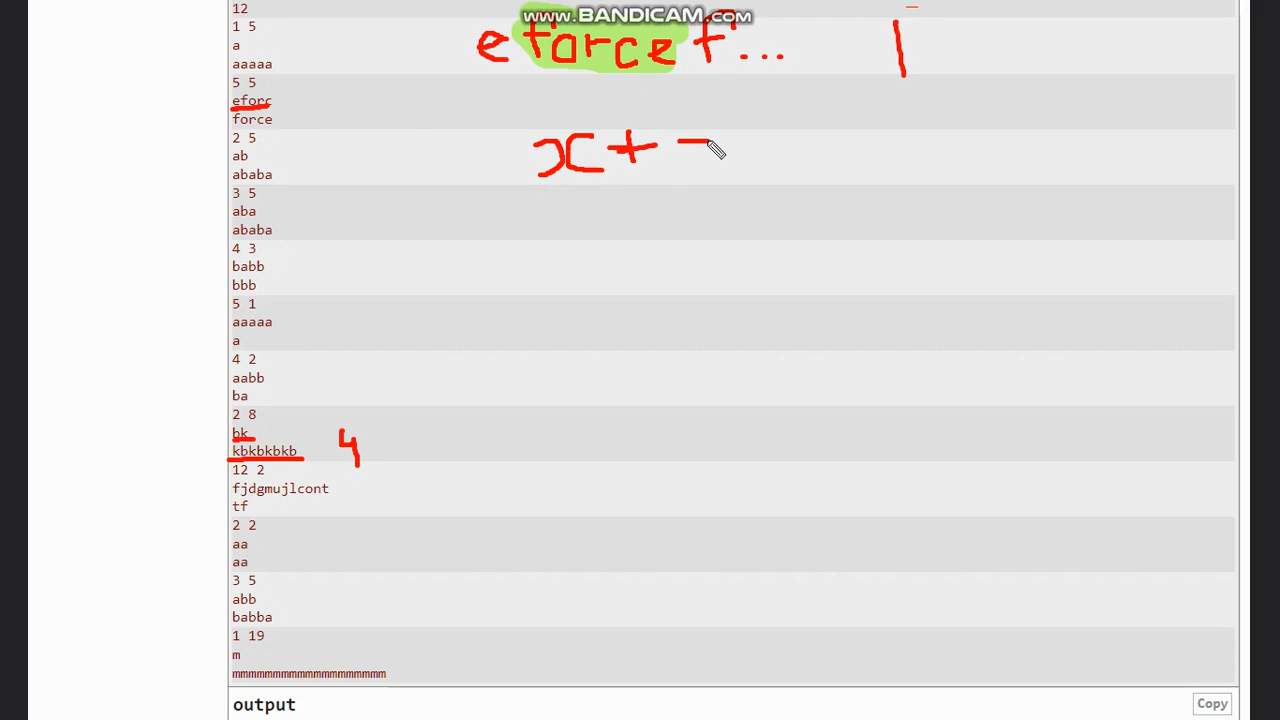 www.BANDICAM.com
12
1 5
a
aaaaa
5 5
eforc
force
2 5
ab
ababa
3 5
aba
ababa
4 3
babb
bbb
5 1
aaaaa
a
4 2
aabb
ba
2 8
bk
kbkbkbkb
12 2
fjdgmujlcont
tf
2 2
aa
aa
3 5
abb
babba
1 19
m
mmmmmmmmmmmmmmmmmmm
output
Copy
eforcef...
x +
4